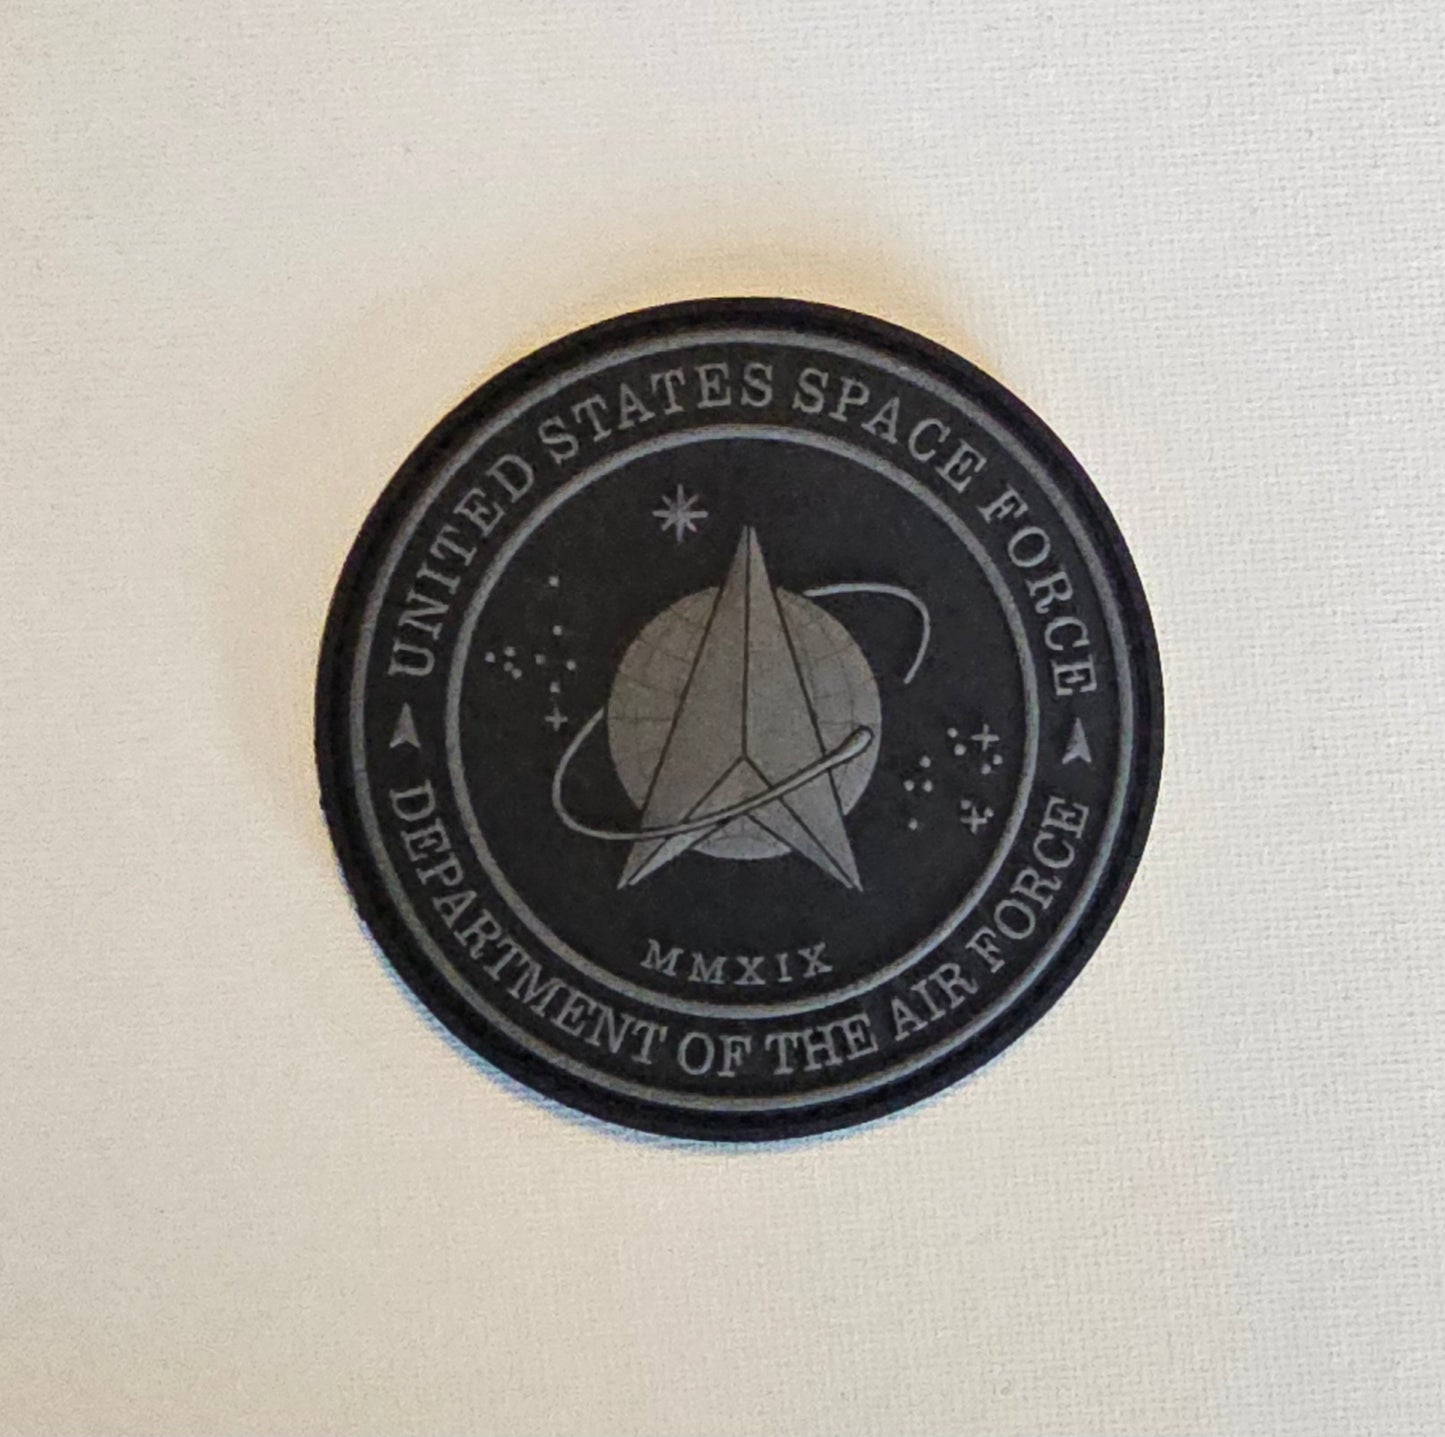 UNITED STATES SPACE FORCE
MMXIX
DEPARTMENT OF THE AIR FORCE